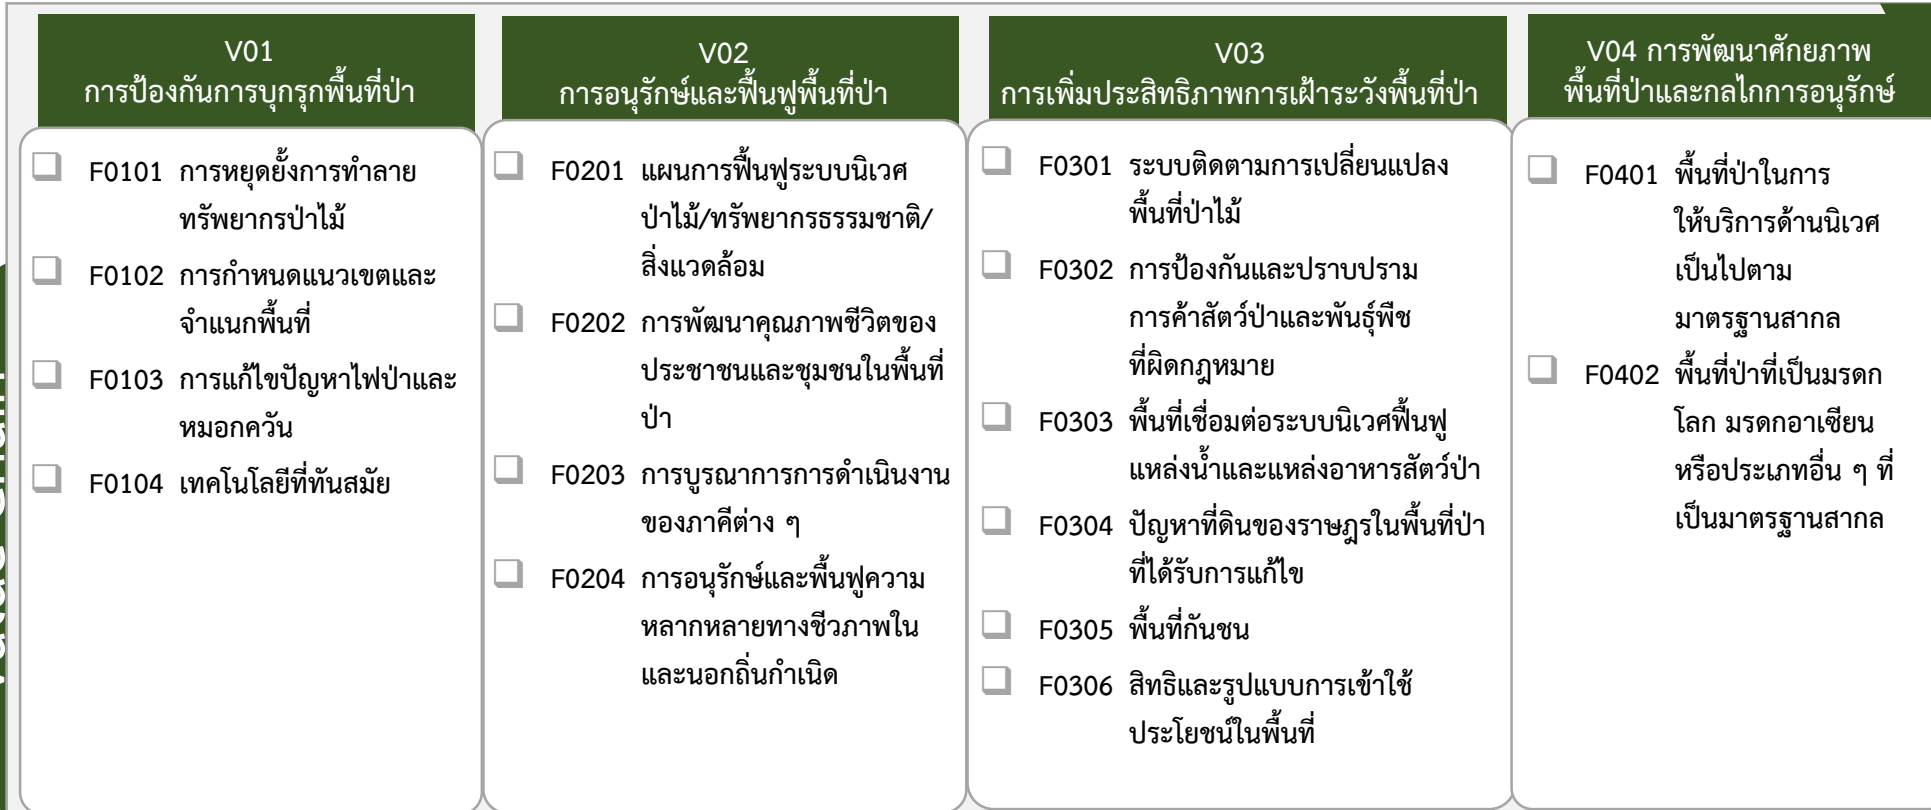 V01
การป้องกันการบุกรุกพื้นที่ป่า
F0101 การหยุดยั้งการทำลาย
ทรัพยากรป่าไม้
F0102 การกำหนดแนวเขตและ
จำแนกพื้นที่
F0103 การแก้ไขปัญหาไฟป่าและ
หมอกควัน
F0104 เทคโนโลยีที่ทันสมัย
V02
การอนุรักษ์และฟื้นฟูพื้นที่ป่า
F0201 แผนการฟื้นฟูระบบนิเวศ
ป่าไม้/ทรัพยากรธรรมชาติ/
สิ่งแวดล้อม
F0202 การพัฒนาคุณภาพชีวิตของ
ประชาชนและชุมชนในพื้นที่
ป่า
F0203 การบูรณาการการดำเนินงาน
ของภาคีต่าง ๆ
F0204 การอนุรักษ์และพื้นฟูความ
หลากหลายทางชีวภาพใน
และนอกถิ่นกำเนิด
V03
การเพิ่มประสิทธิภาพการเฝ้าระวังพื้นที่ป่า
F0301 ระบบติดตามการเปลี่ยนแปลง
พื้นที่ป่าไม้
F0302 การป้องกันและปราบปราม
การค้าสัตว์ป่าและพันธุ์พืช
ที่ผิดกฎหมาย
F0303 พื้นที่เชื่อมต่อระบบนิเวศฟื้นฟู
แหล่งน้ำและแหล่งอาหารสัตว์ป่า
F0304 ปัญหาที่ดินของราษฎรในพื้นที่ป่า
ที่ได้รับการแก้ไข
F0305 พื้นที่กันชน
F0306 สิทธิและรูปแบบการเข้าใช้
ประโยชน์ในพื้นที่
V04 การพัฒนาศักยภาพ
พื้นที่ป่าและกลไกการอนุรักษ์
F0401 พื้นที่ป่าในการ
ให้บริการด้านนิเวศ
เป็นไปตาม
มาตรฐานสากล
F0402 พื้นที่ป่าที่เป็นมรดก
โลก มรดกอาเซียน
หรือประเภทอื่น ๆ ที่
เป็นมาตรฐานสากล